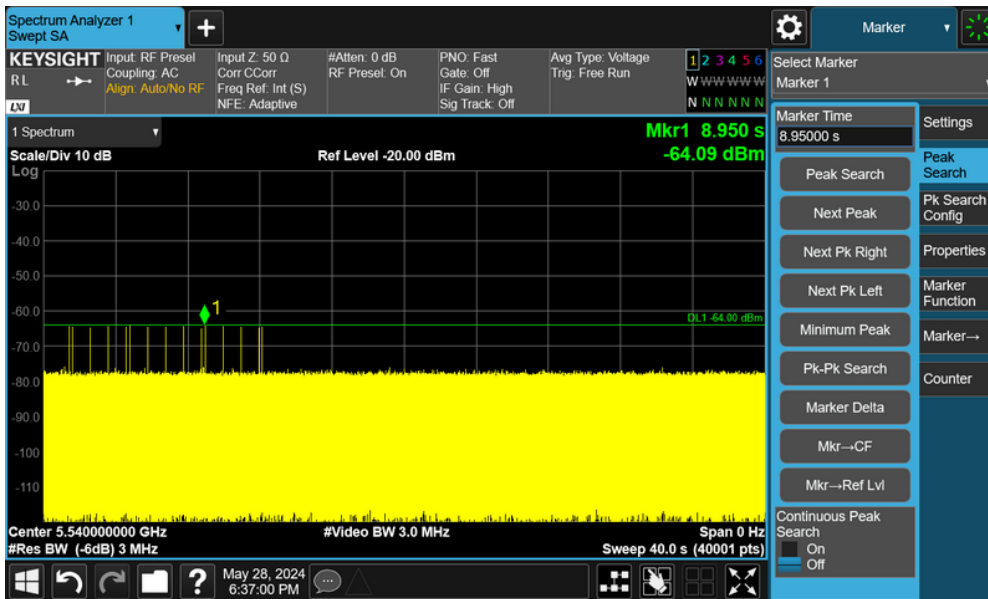 Spectrum Analyzer 1
Swept SA
+
Marker
KEYSIGHT
RL
LXI
Input: RF Presel
Coupling: AC
Align: Auto/No RF
Input Z: 50 Ω
Corr CCorr
Freq Ref: Int (S)
NFE: Adaptive
#Atten: 0 dB
RF Presel: On
PNO: Fast
Gate: Off
IF Gain: High
Sig Track: Off
Avg Type: Voltage
Trig: Free Run
1 2 3 4 5 6
W W W W W W
N N N N N N
Select Marker
Marker 1
1 Spectrum
Scale/Div 10 dB
Ref Level -20.00 dBm
Mkr1 8.950 s
-64.09 dBm
Log
-30.0
-40.0
-50.0
-60.0
-70.0
-80.0
-90.0
-100
-110
1
DL1 -64.00 dBm
Center 5.540000000 GHz
#Res BW (-6dB) 3 MHz
#Video BW 3.0 MHz
Span 0 Hz
Sweep 40.0 s (40001 pts)
Marker Time
8.95000 s
Peak Search
Next Peak
Next Pk Right
Next Pk Left
Minimum Peak
Pk-Pk Search
Marker Delta
Mkr→CF
Mkr→Ref Lvl
Continuous Peak
Search
On
Off
Settings
Peak
Search
Pk Search
Config
Properties
Marker
Function
Marker→
Counter
?
May 28, 2024
6:37:00 PM